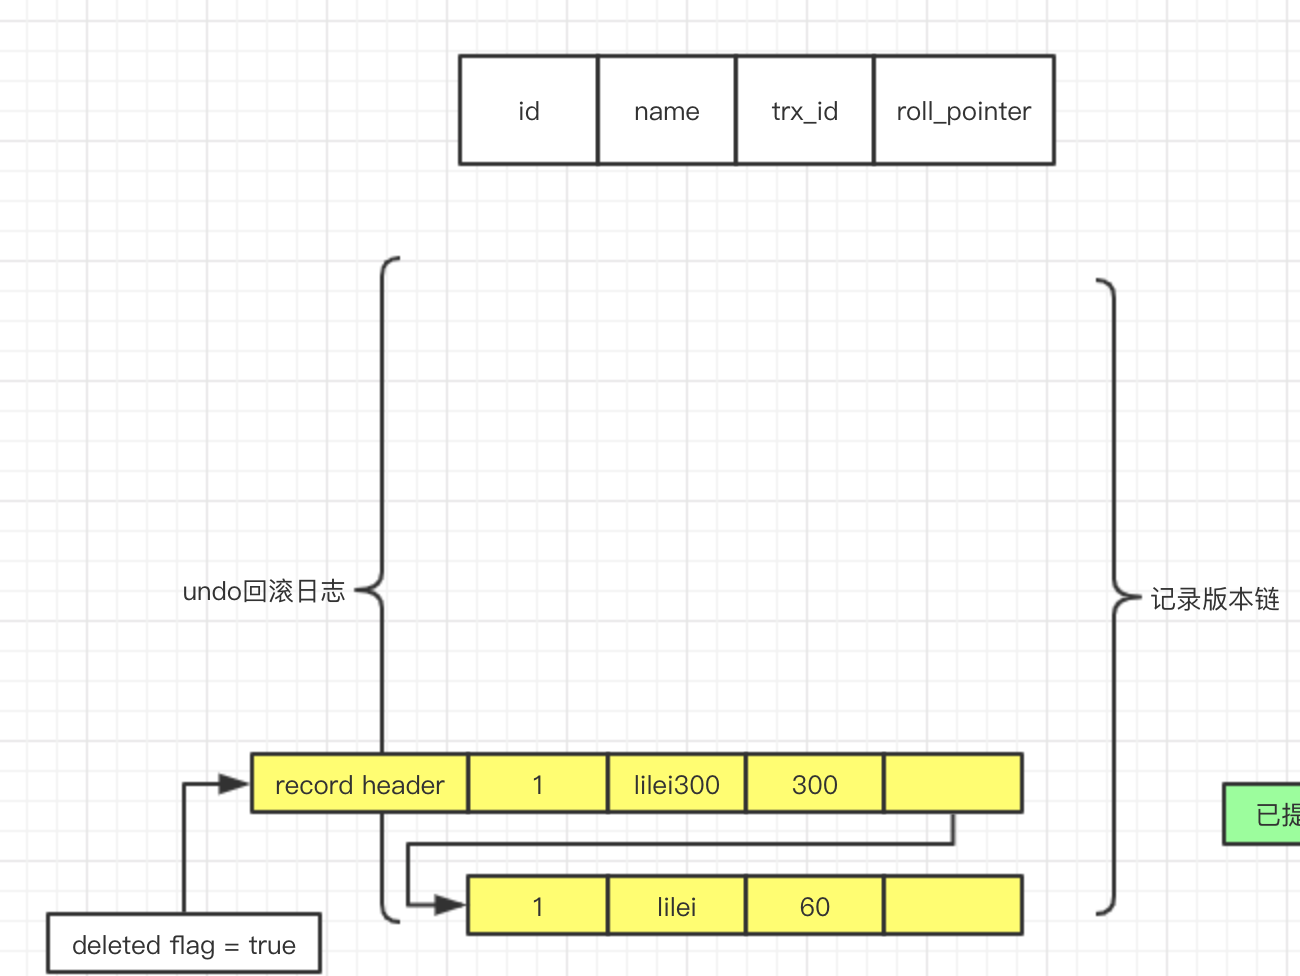 id name trx_id roll_pointer
undo回滚日志
记录版本链
record header 1 lilei300 300
已提
1 lilei 60
deleted flag = true